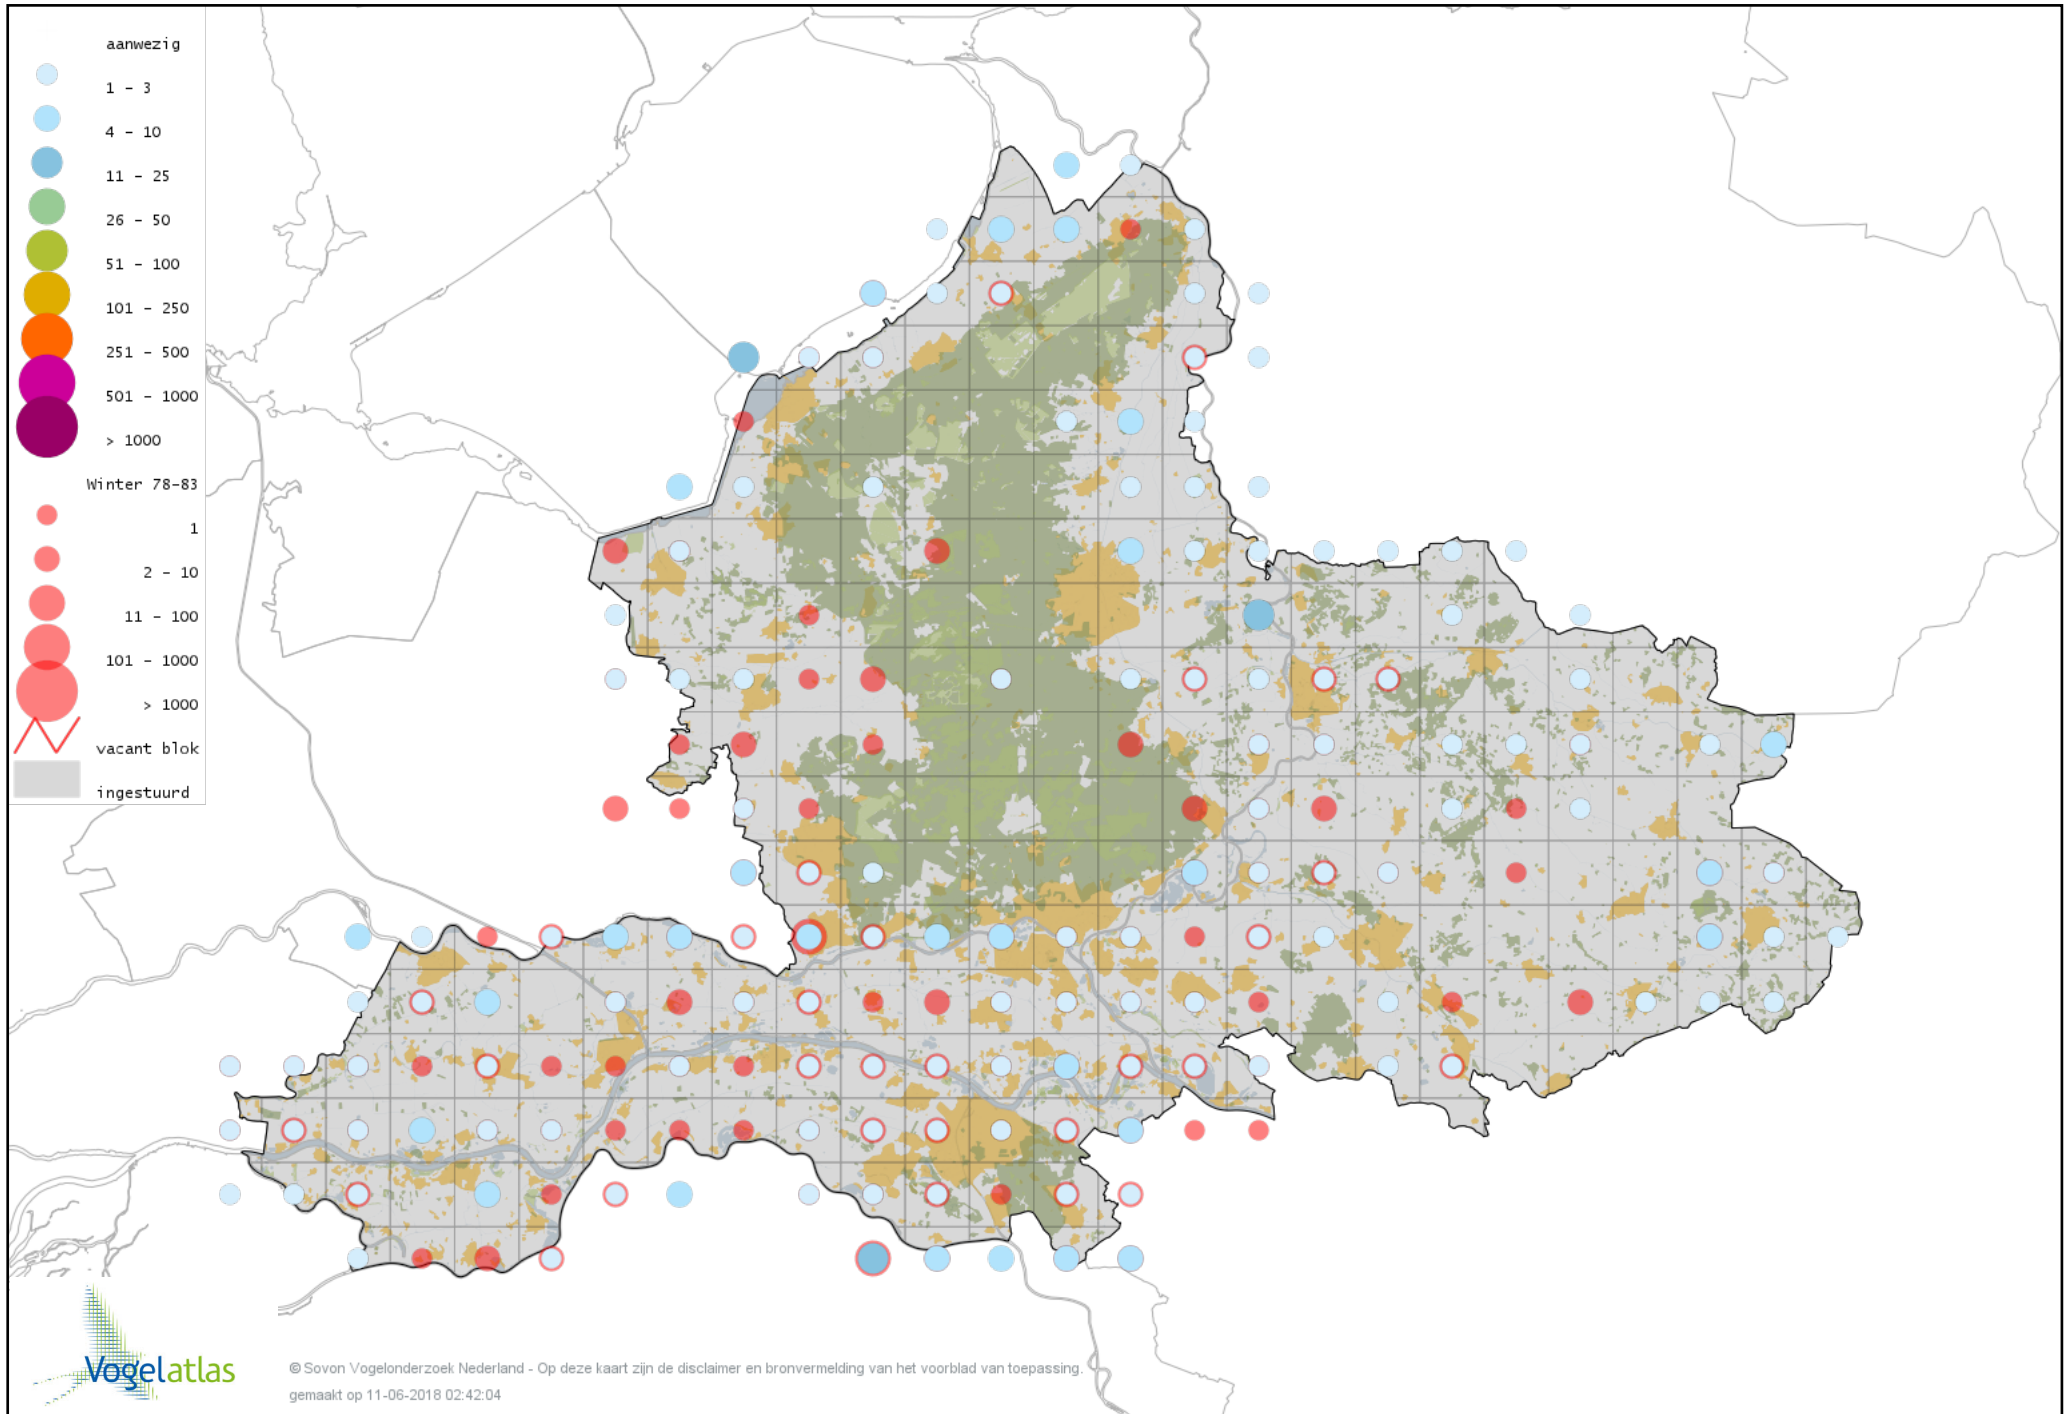 aanwezig
1 - 3
4 - 10
11 - 25
26 - 50
51 - 100
101 - 250
251 - 500
501 - 1000
> 1000
Winter 78-83
1
2 - 10
11 - 100
101 - 1000
> 1000
vacant blok
ingestuurd
Vogelatlas
© Sovon Vogelonderzoek Nederland - Op deze kaart zijn de disclaimer en bronvermelding van het voorblad van toepassing.
gemaakt op 11-06-2018 02:42:04